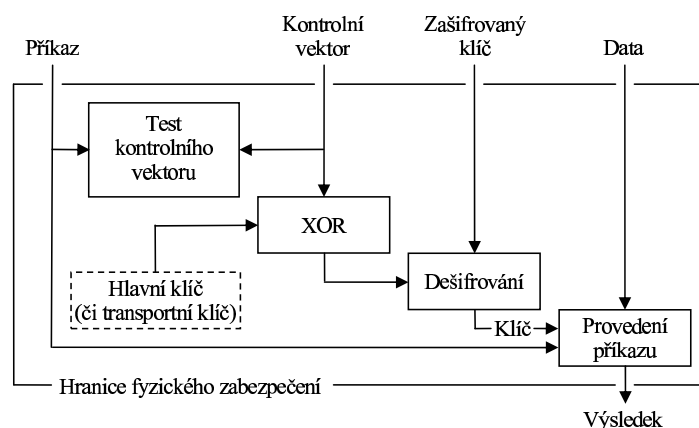 Příkaz
Kontrolní
vektor
Zašifrovaný
klíč
Data
Test
kontrolního
vektoru
XOR
Hlavní klíč
(či transportní klíč)
Dešifrování
Klíč
Provedení
příkazu
Hranice fyzického zabezpečení
Výsledek